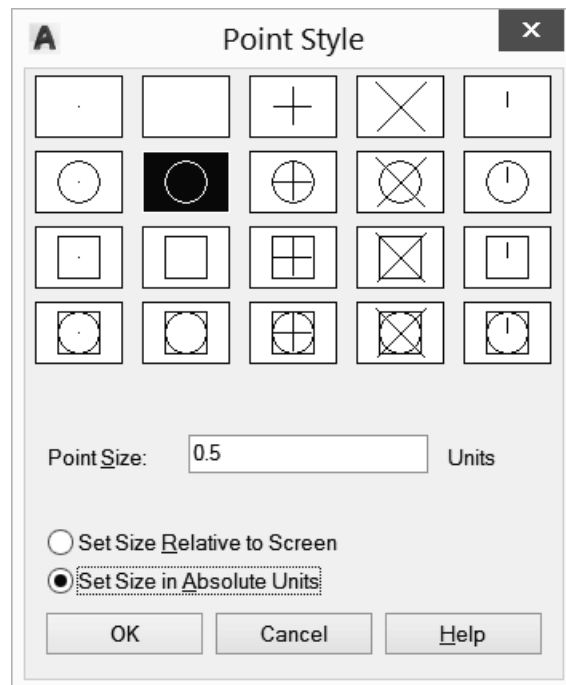 A Point Style x
Point Size: 0.5 Units
Set Size Relative to Screen
Set Size in Absolute Units
OK Cancel Help